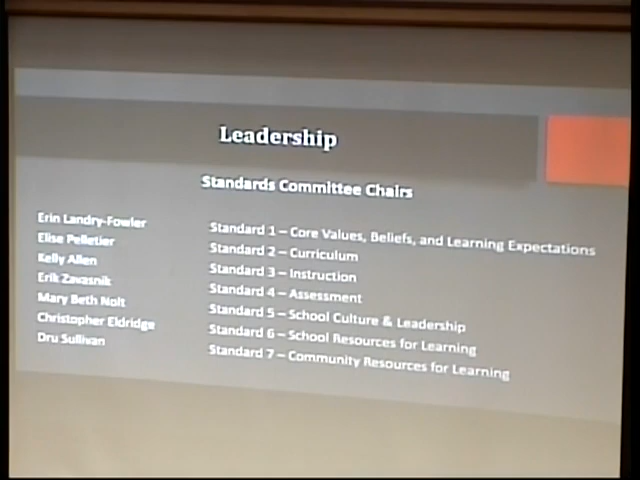 Leadership
Standards Committee Chairs
Erin Landry-Fowler Standard 1 – Core Values, Beliefs, and Learning Expectations
Elise Pelletier Standard 2 – Curriculum
Kelly Allen Standard 3 – Instruction
Erik Zavasnik Standard 4 – Assessment
Mary Beth Nolt Standard 5 – School Culture & Leadership
Christopher Eldridge Standard 6 – School Resources for Learning
Dru Sullivan Standard 7 – Community Resources for Learning